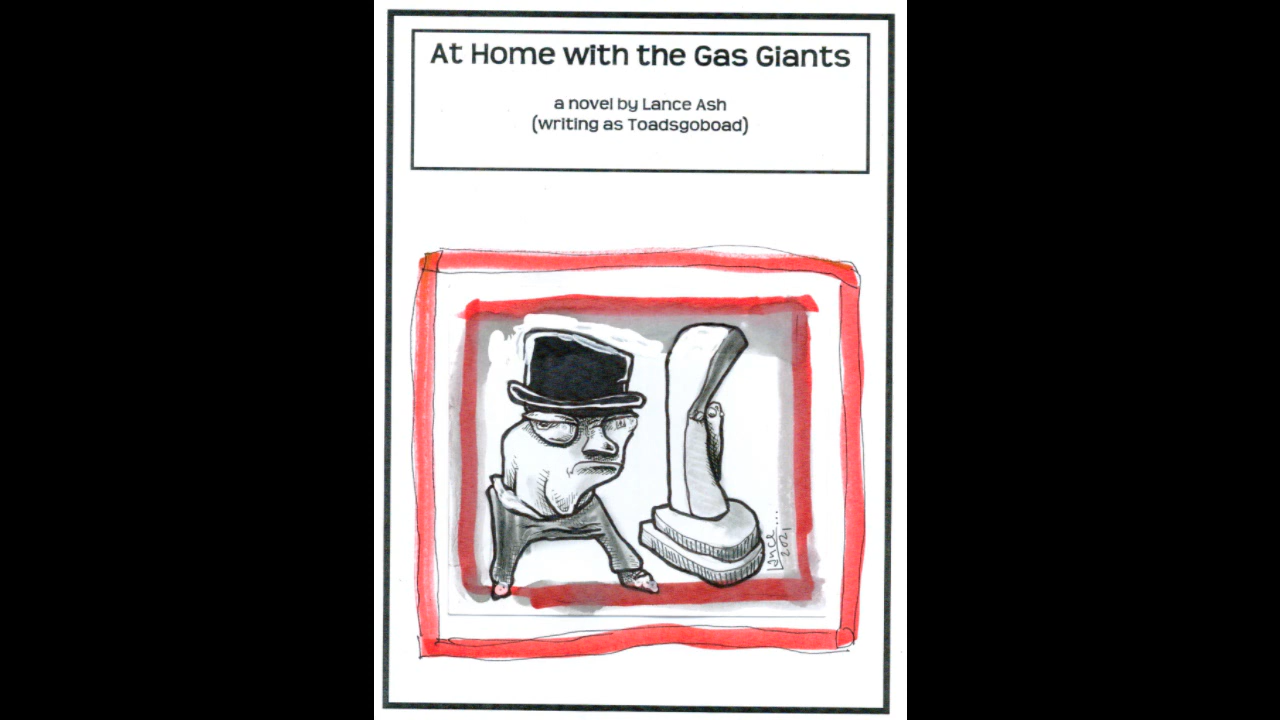 At Home with the Gas Giants
a novel by Lance Ash
(writing as Toadsgoboad)
Lance...
2021